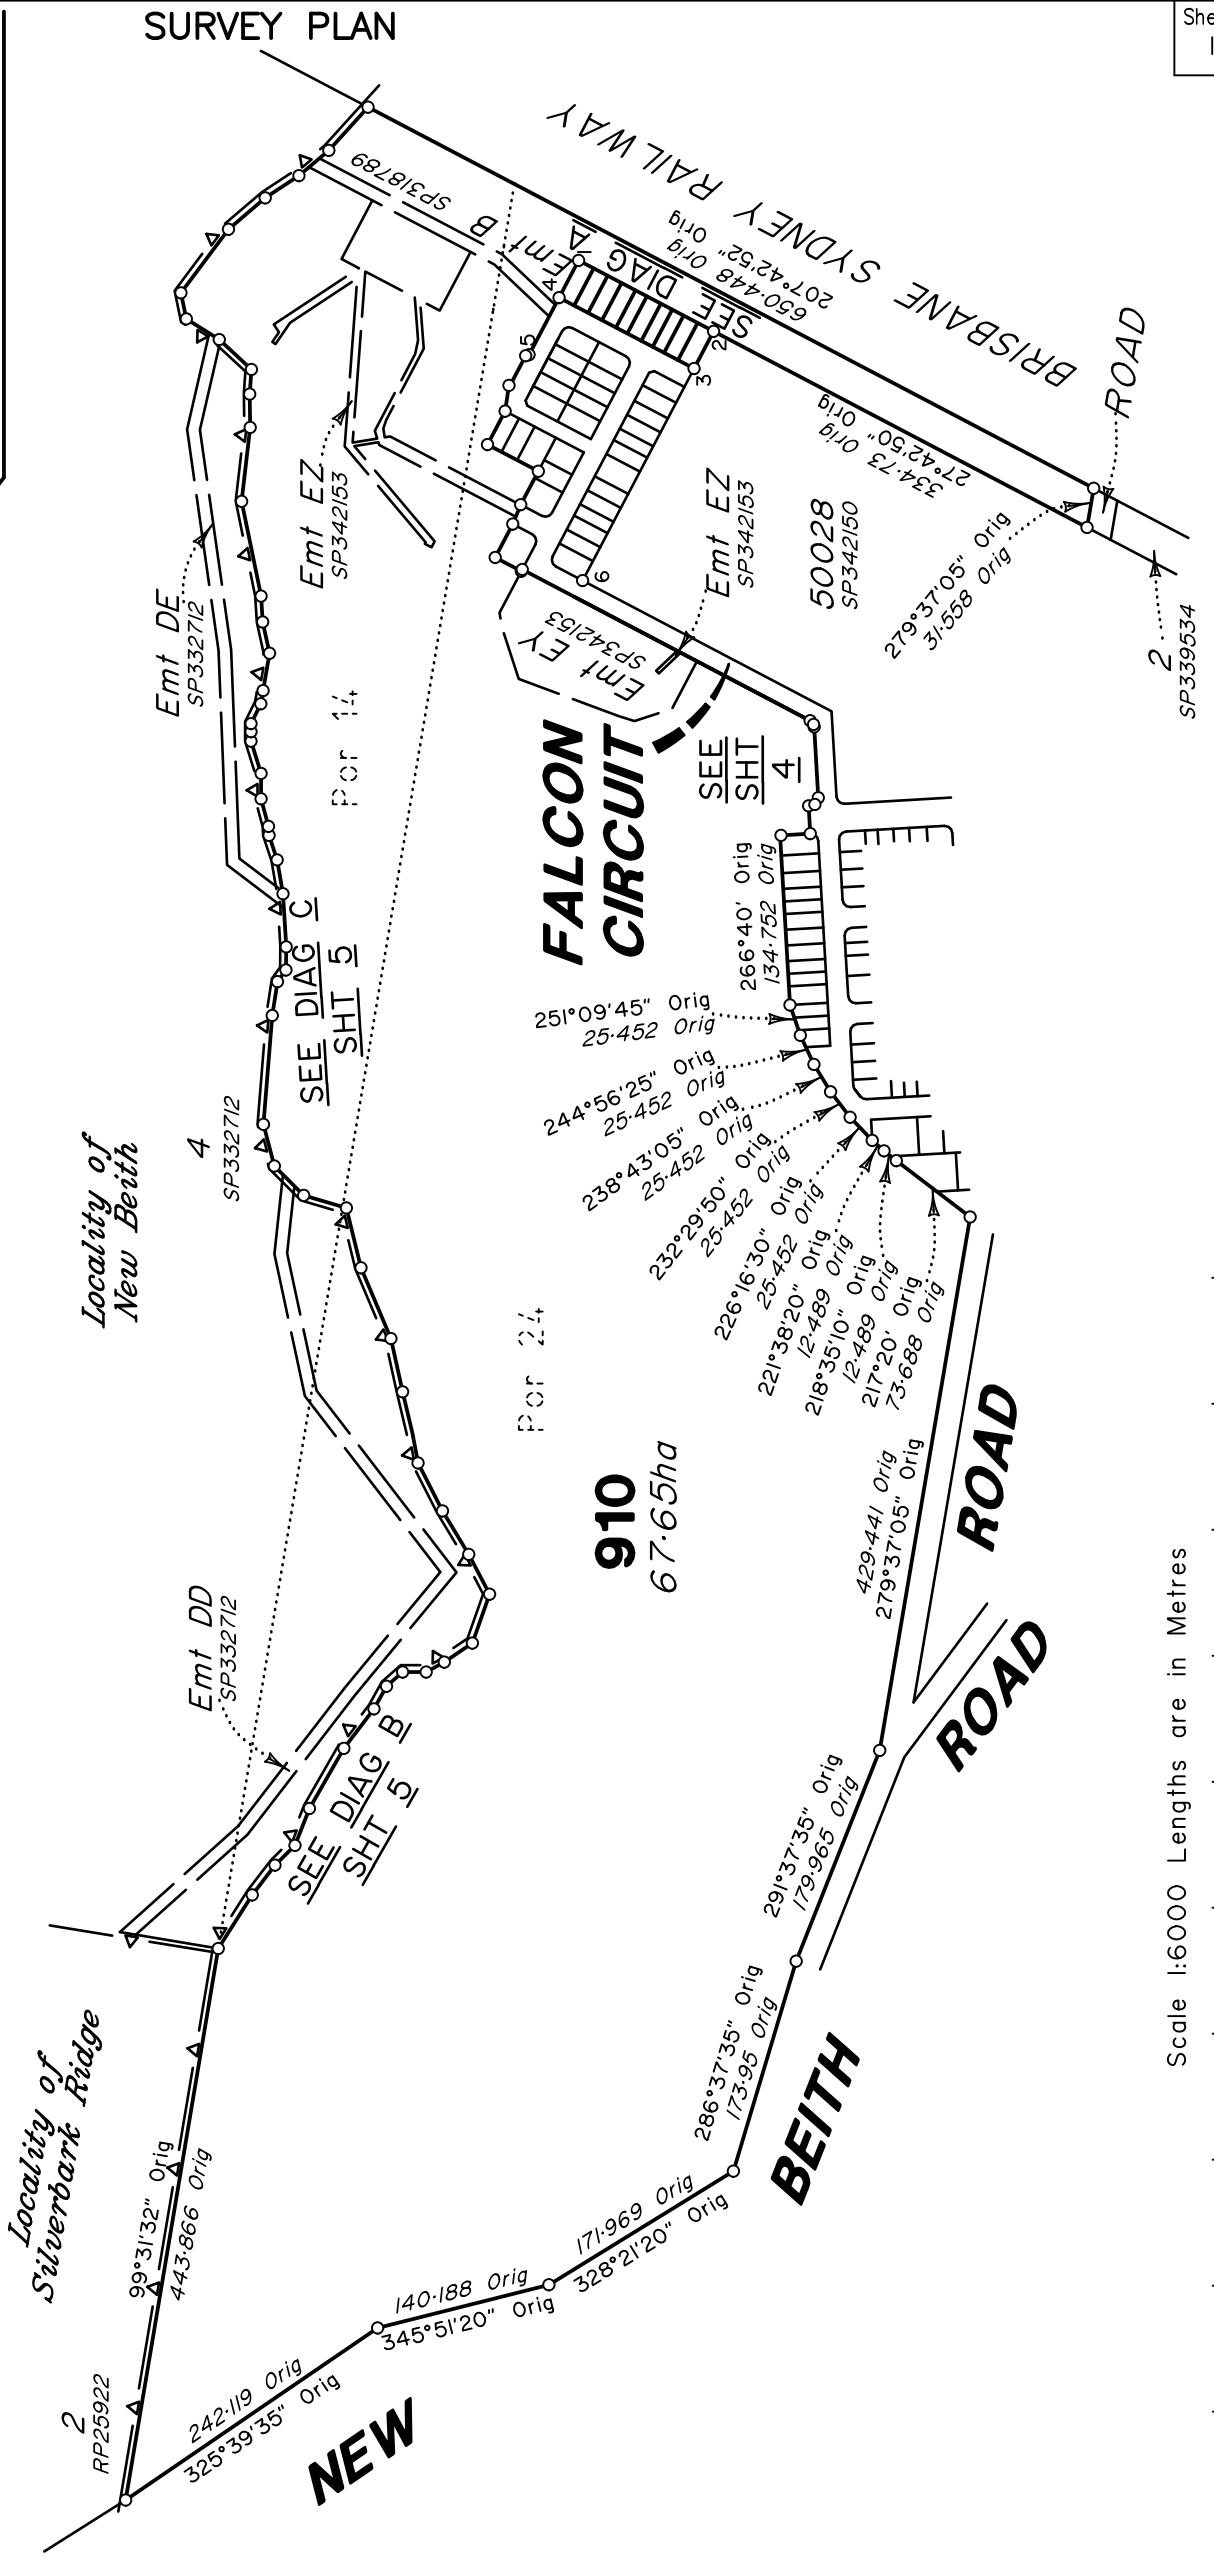 SURVEY PLAN
She
1
BRISBANE SYDNEY RAILWAY
SP318789
B
Emt
A
SEE DIAG
650·448 Orig
207°42'52" Orig
4
5
2
3
6
334·73 Orig
27°42'50" Orig
ROAD
279°37'05" Orig
31·558 Orig
2
SP339534
50028
SP342150
Emt EZ
SP342153
Emt EZ
SP342153
Emt EY
SP342153
Emt DE
SP332712
Por 14
FALCON
CIRCUIT
SEE
SHT
4
266°40' Orig
134·752 Orig
SEE DIAG C
SHT 5
251°09'45" Orig
25·452 Orig
244°56'25" Orig
25·452 Orig
238°43'05" Orig
25·452 Orig
232°29'50" Orig
25·452 Orig
226°16'30" Orig
25·452 Orig
221°38'20" Orig
12·489 Orig
218°35'10" Orig
12·489 Orig
217°20' Orig
73·688 Orig
Locality of
New Beith
4
SP332712
Por 24
910
67·65ha
429·441 Orig
279°37'05" Orig
ROAD
ROAD
Emt DD
SP332712
SEE DIAG B
SHT 5
291°37'35" Orig
179·965 Orig
286°37'35" Orig
173·95 Orig
Locality of
Silverbark Ridge
99°31'32" Orig
443·866 Orig
171·969 Orig
328°21'20" Orig
140·188 Orig
345°51'20" Orig
242·119 Orig
325°39'35" Orig
2
RP25922
NEW
BEITH
Scale 1:6000 Lengths are in Metres